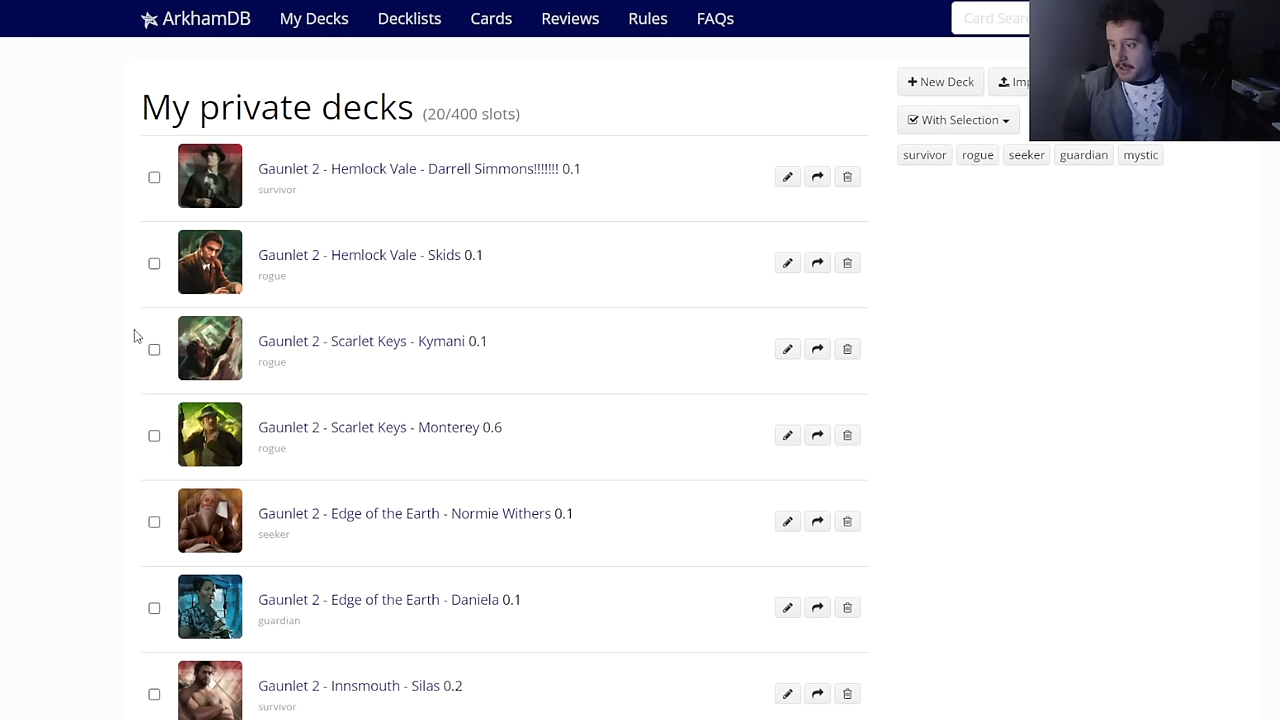 ArkhamDB My Decks Decklists Cards Reviews Rules FAQs Card Sear
My private decks (20/400 slots)
New Deck
With Selection
survivor rogue seeker guardian mystic
Gaunlet 2 - Hemlock Vale - Darrell Simmons!!!!!!! 0.1
survivor
Gaunlet 2 - Hemlock Vale - Skids 0.1
rogue
Gaunlet 2 - Scarlet Keys - Kymani 0.1
rogue
Gaunlet 2 - Scarlet Keys - Monterey 0.6
rogue
Gaunlet 2 - Edge of the Earth - Normie Withers 0.1
seeker
Gaunlet 2 - Edge of the Earth - Daniela 0.1
guardian
Gaunlet 2 - Innsmouth - Silas 0.2
survivor